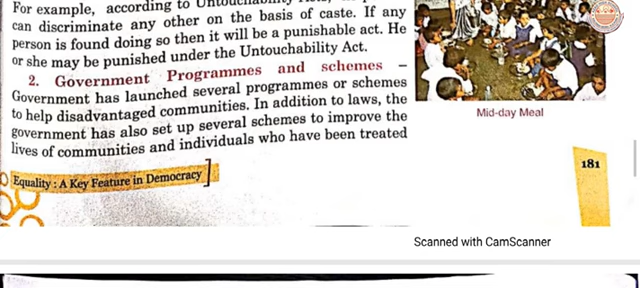 For example, according to Untouchability
can discriminate any other on the basis of caste. If any
person is found doing so then it will be a punishable act. He
or she may be punished under the Untouchability Act.
2. Government Programmes and schemes –
Government has launched several programmes or schemes
to help disadvantaged communities. In addition to laws, the
government has also set up several schemes to improve the
lives of communities and individuals who have been treated
Mid-day Meal
Equality : A Key Feature in Democracy
181
Scanned with CamScanner